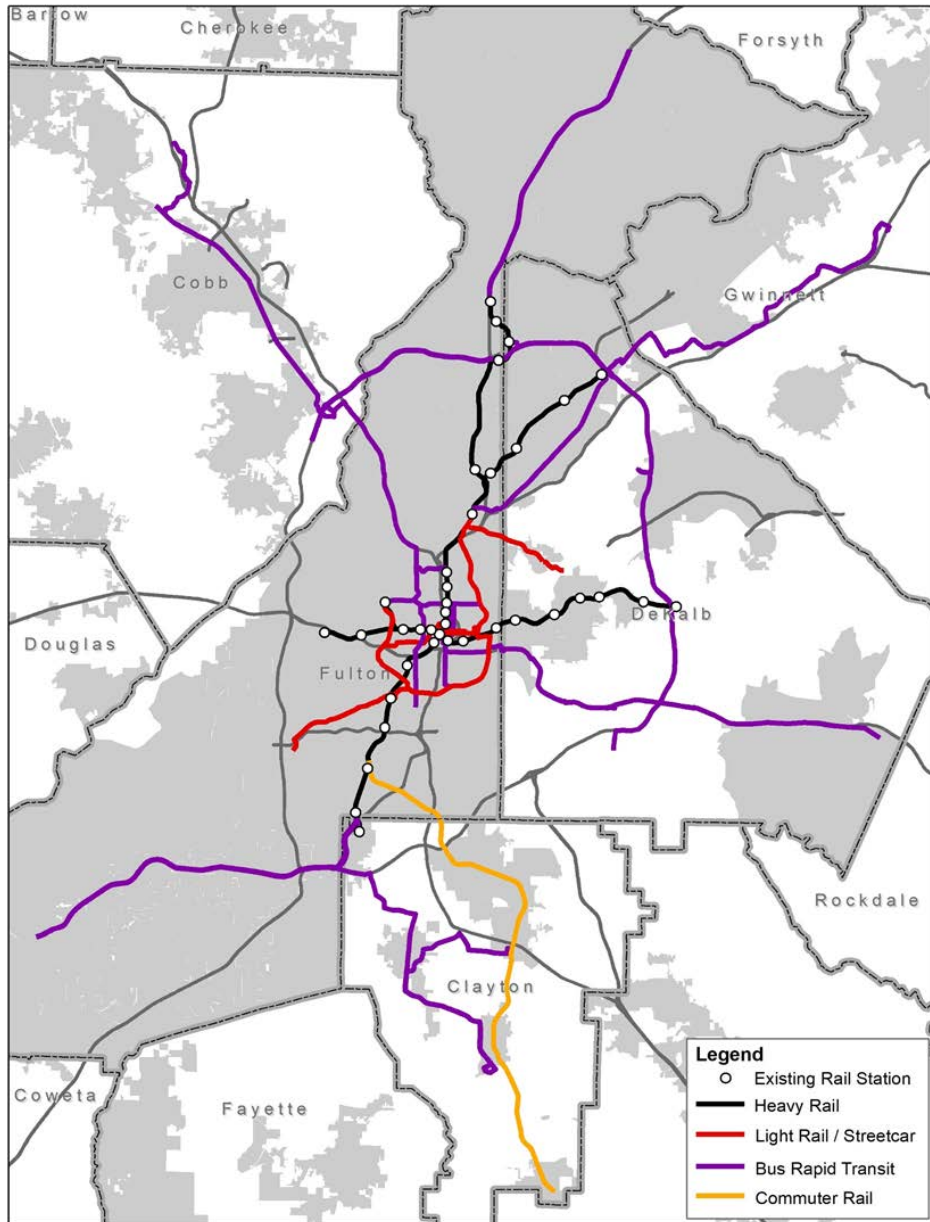 Bartow
Cherokee
Forsyth
Cobb
Gwinnett
Douglas
DeKalb
Fulton
Rockdale
Clayton
Coweta
Fayette
Legend
Existing Rail Station
Heavy Rail
Light Rail / Streetcar
Bus Rapid Transit
Commuter Rail